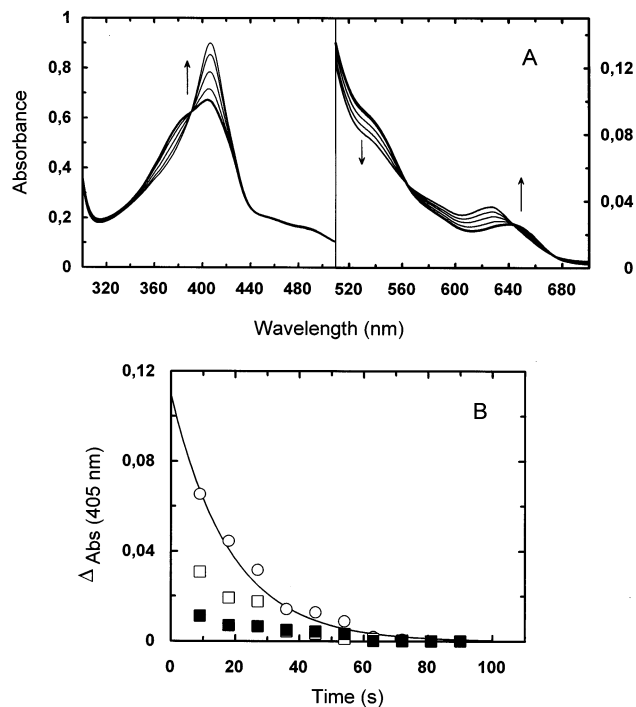 1
0,8
0,6
0,4
0,2
0
Absorbance
A
0,12
0,08
0,04
0
320 360 400 440 480 520 560 600 640 680
Wavelength (nm)
0,12
0,08
0,04
0
Δ Abs (405 nm)
B
0 20 40 60 80 100
Time (s)